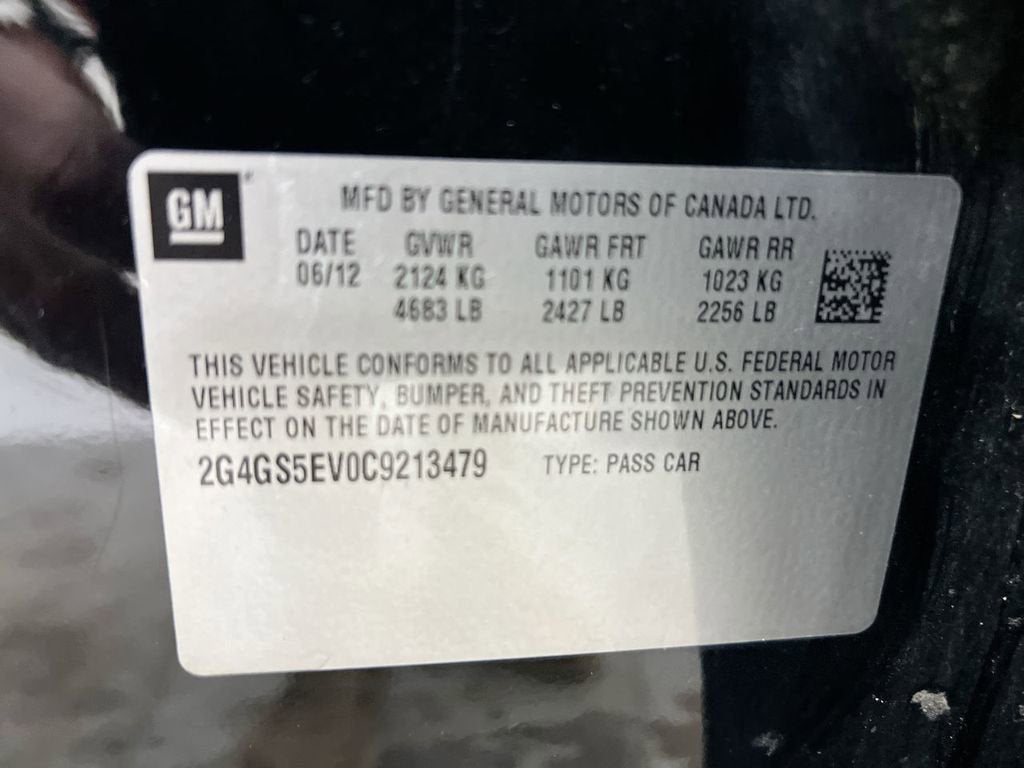 GM
MFD BY GENERAL MOTORS OF CANADA LTD.
DATE GVWR GAWR FRT GAWR RR
06/12 2124 KG 1101 KG 1023 KG
4683 LB 2427 LB 2256 LB
THIS VEHICLE CONFORMS TO ALL APPLICABLE U.S. FEDERAL MOTOR
VEHICLE SAFETY, BUMPER, AND THEFT PREVENTION STANDARDS IN
EFFECT ON THE DATE OF MANUFACTURE SHOWN ABOVE.
2G4GS5EV0C9213479 TYPE: PASS CAR